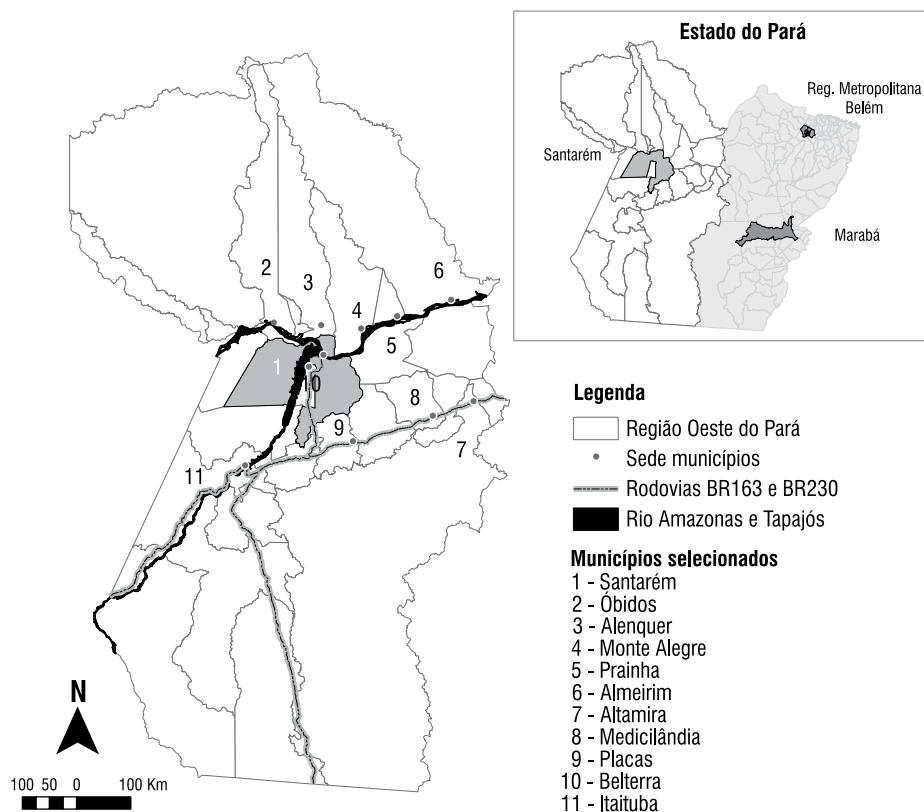 Estado do Pará
Reg. Metropolitana
Belém
Santarém
Marabá
2
3
4
6
5
1
10
8
9
7
11
N
100 50 0 100 Km
Legenda
Região Oeste do Pará
Sede municípios
Rodovias BR163 e BR230
Rio Amazonas e Tapajós
Municípios selecionados
1 - Santarém
2 - Óbidos
3 - Alenquer
4 - Monte Alegre
5 - Prainha
6 - Almeirim
7 - Altamira
8 - Medicilândia
9 - Placas
10 - Belterra
11 - Itaituba